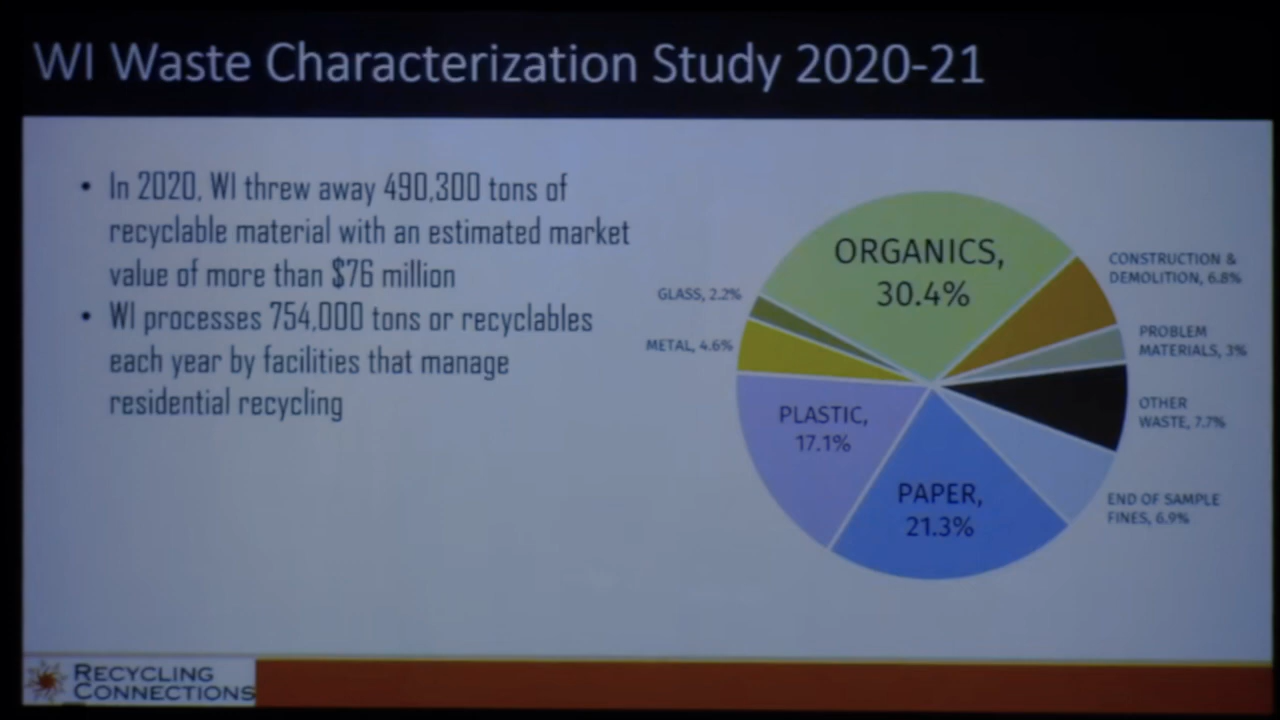 WI Waste Characterization Study 2020-21
• In 2020, WI threw away 490,300 tons of
recyclable material with an estimated market
value of more than $76 million
• WI processes 754,000 tons or recyclables
each year by facilities that manage
residential recycling
ORGANICS,
30.4%
CONSTRUCTION &
DEMOLITION, 6.8%
GLASS, 2.2%
PROBLEM
MATERIALS, 3%
METAL, 4.6%
OTHER
WASTE, 7.7%
PLASTIC,
17.1%
PAPER,
21.3%
END OF SAMPLE
FINES, 6.9%
RECYCLING
CONNECTIONS